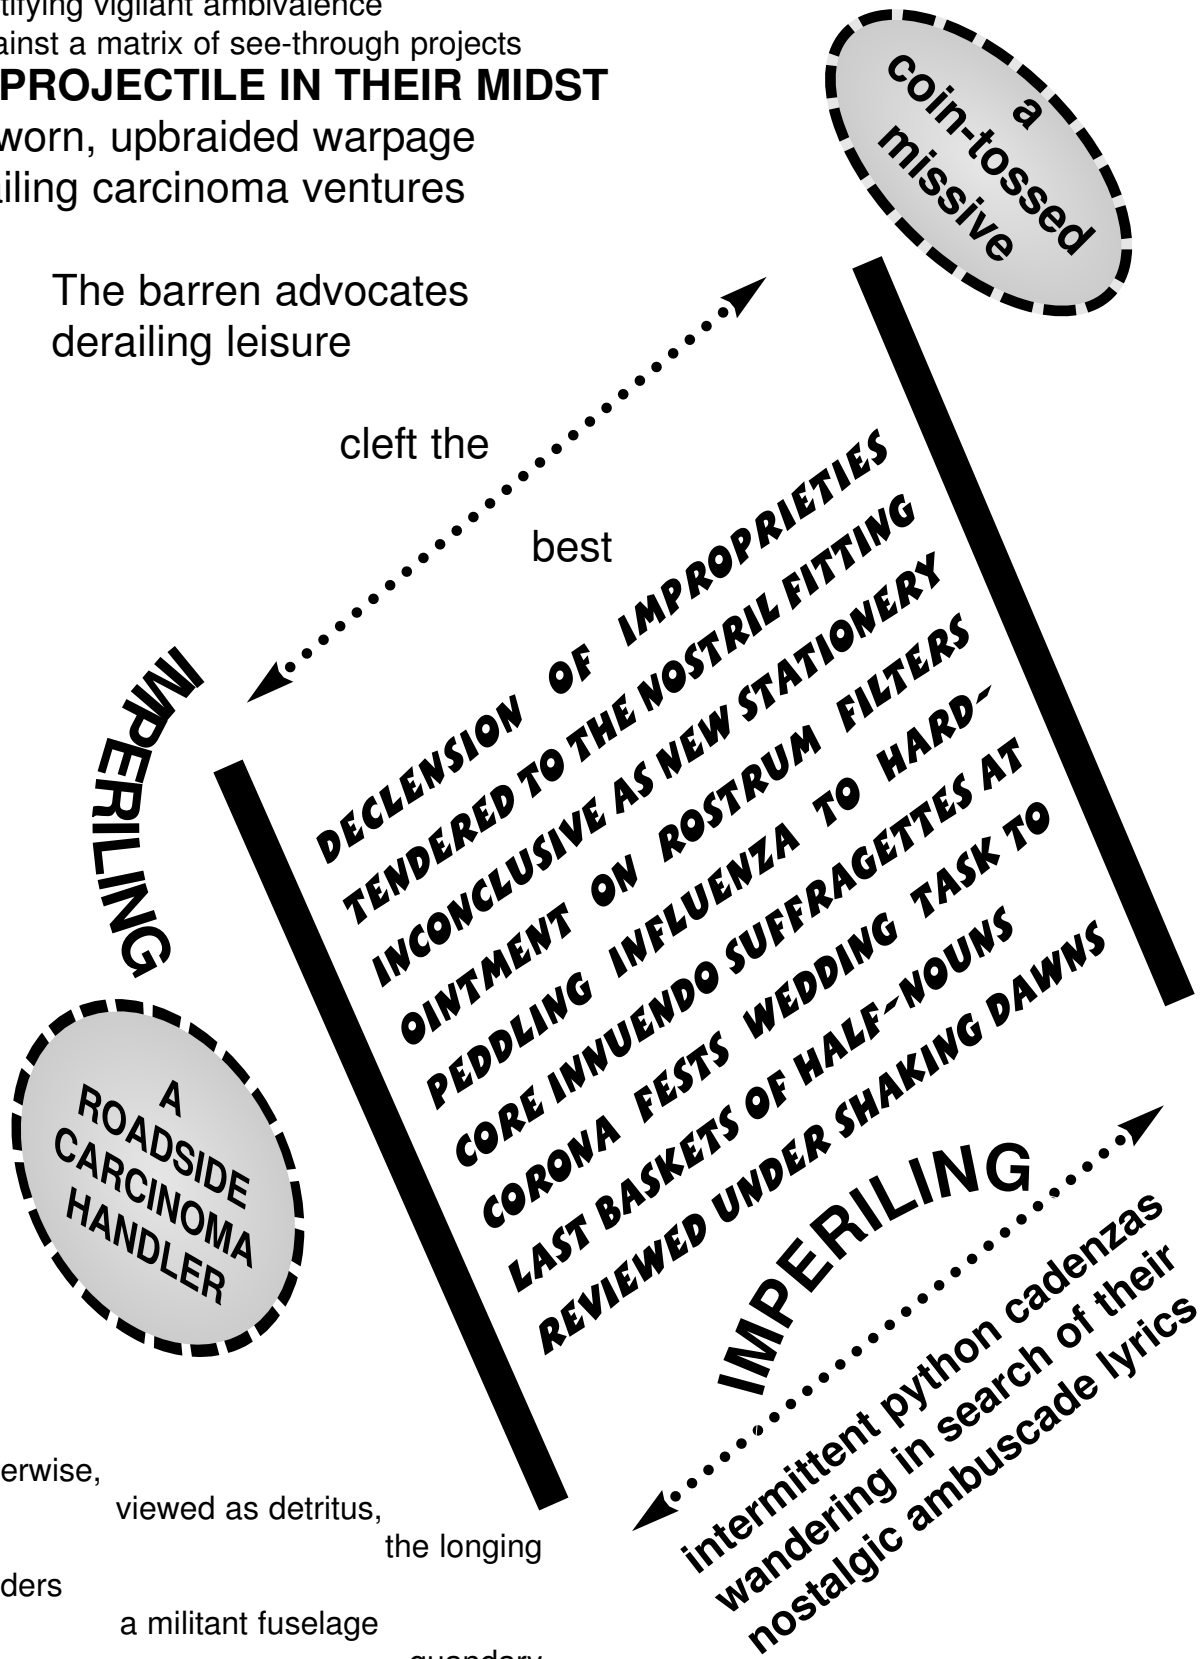 tifying vigilant ambivalence
ainst a matrix of see-through projects
PROJECTILE IN THEIR MIDST
worn, upbraided warpage
iling carcinoma ventures
a
coin-tossed
missive
The barren advocates
derailing leisure
cleft the
best
IMPERILING
DECLENSION OF IMPROPRIETIES
TENDERED TO THE NOSTRIL FITTING
INCONCLUSIVE AS NEW STATIONERY
OINTMENT ON ROSTRUM FILTERS
PEDDLING INFLUENZA TO HARD-
CORE INNUENDO SUFFRAGETTES AT
CORONA FESTS WEDDING TASK TO
LAST BASKETS OF HALF-NOUNS
REVIEWED UNDER SHAKING DAWNS
A
ROADSIDE
CARCINOMA
HANDLER
IMPERILING
intermittent python cadenzas
wandering in search of their
nostalgic ambuscade lyrics
erwise,
viewed as detritus,
the longing
ders
a militant fuselage
quandary